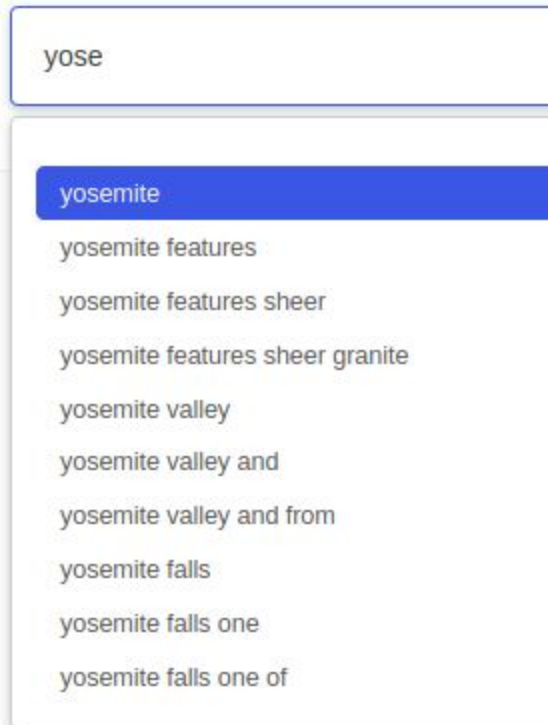 yose
yosemite
yosemite features
yosemite features sheer
yosemite features sheer granite
yosemite valley
yosemite valley and
yosemite valley and from
yosemite falls
yosemite falls one
yosemite falls one of